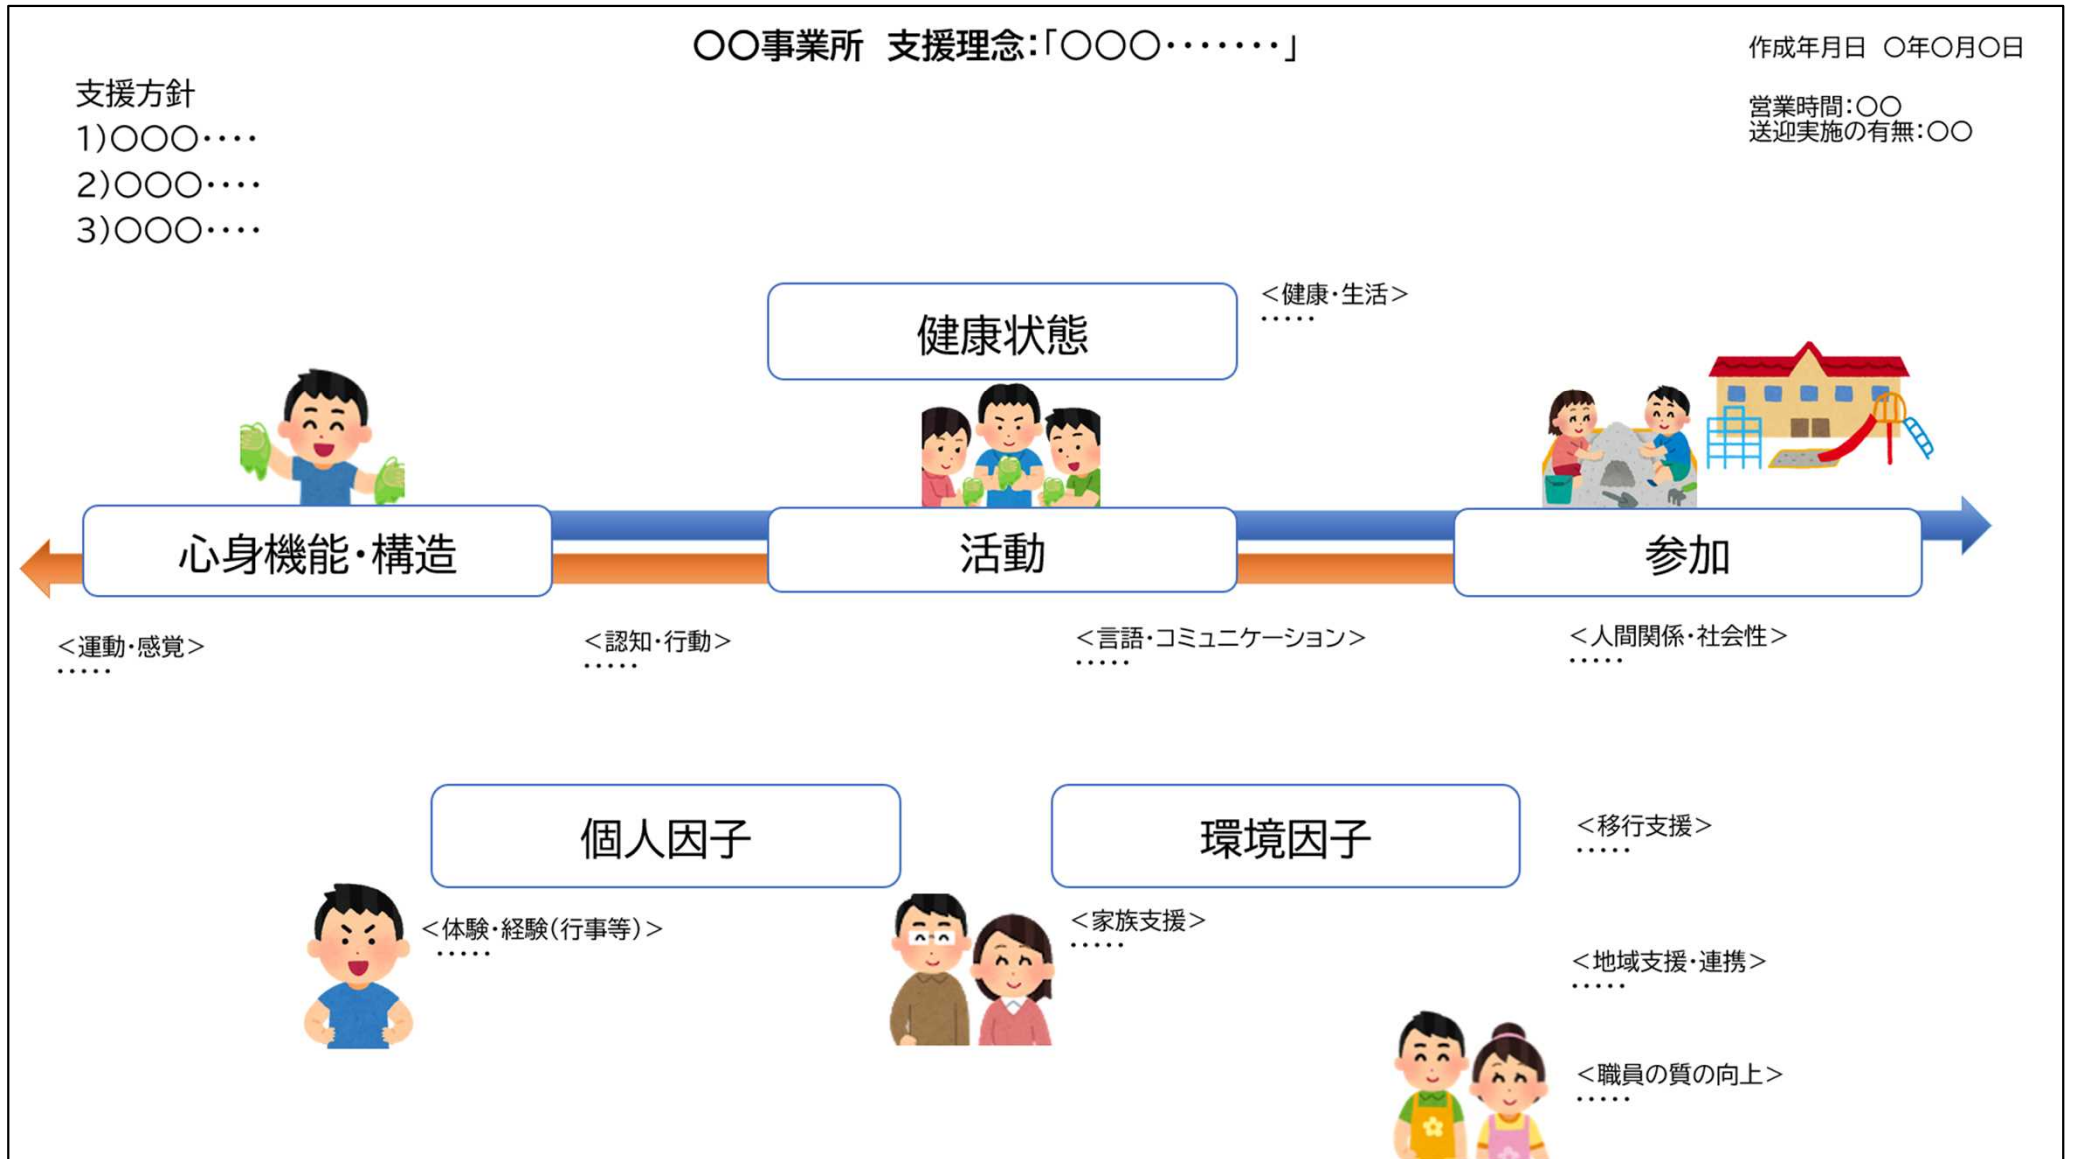 〇〇事業所　支援理念：「〇〇〇・・・・・・・」
作成年月日　〇年〇月〇日
支援方針
1）〇〇〇・・・・
2）〇〇〇・・・・
3）〇〇〇・・・・
営業時間：〇〇
送迎実施の有無：〇〇
健康状態
＜健康・生活＞
・・・・・
心身機能・構造
活動
参加
＜運動・感覚＞
・・・・・
＜認知・行動＞
・・・・・
＜言語・コミュニケーション＞
・・・・・
＜人間関係・社会性＞
・・・・・
個人因子
環境因子
＜移行支援＞
・・・・・
＜体験・経験（行事等）＞
・・・・・
＜家族支援＞
・・・・・
＜地域支援・連携＞
・・・・・
＜職員の質の向上＞
・・・・・